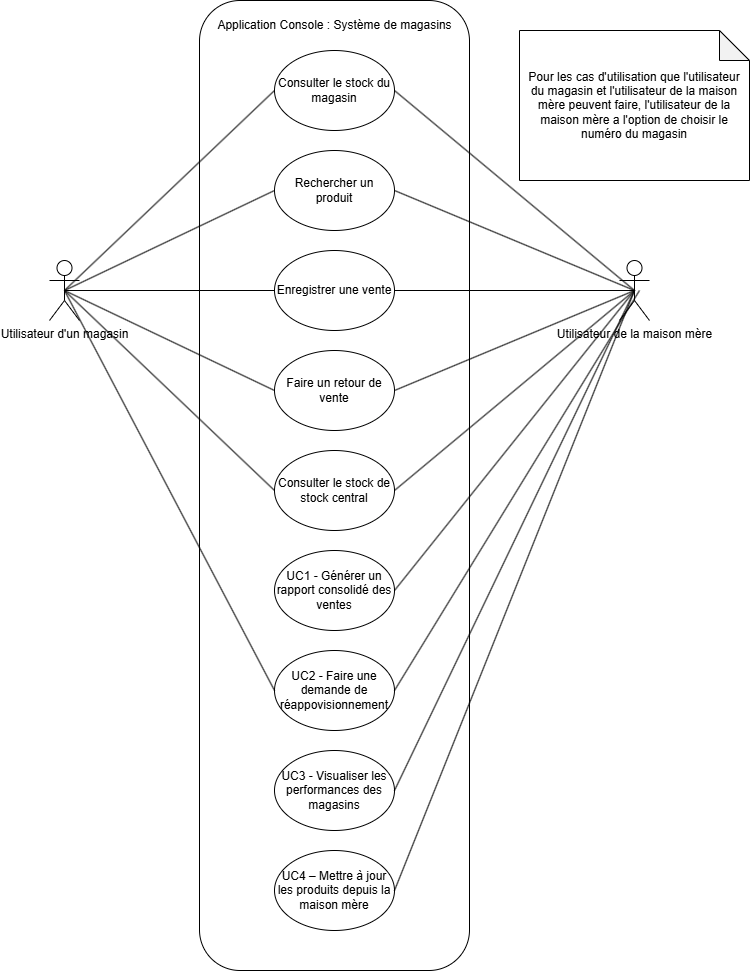 Application Console : Système de magasins
Consulter le stock du
magasin
Pour les cas d'utilisation que l'utilisateur
du magasin et l'utilisateur de la maison
mère peuvent faire, l'utilisateur de la
maison mère a l'option de choisir le
numéro du magasin
Rechercher un
produit
Enregistrer une vente
Utilisateur d'un magasin
Utilisateur de la maison mère
Faire un retour de
vente
Consulter le stock de
stock central
UC1 - Générer un
rapport consolidé des
ventes
UC2 - Faire une
demande de
réappovisionnement
UC3 - Visualiser les
performances des
magasins
UC4 – Mettre à jour
les produits depuis la
maison mère